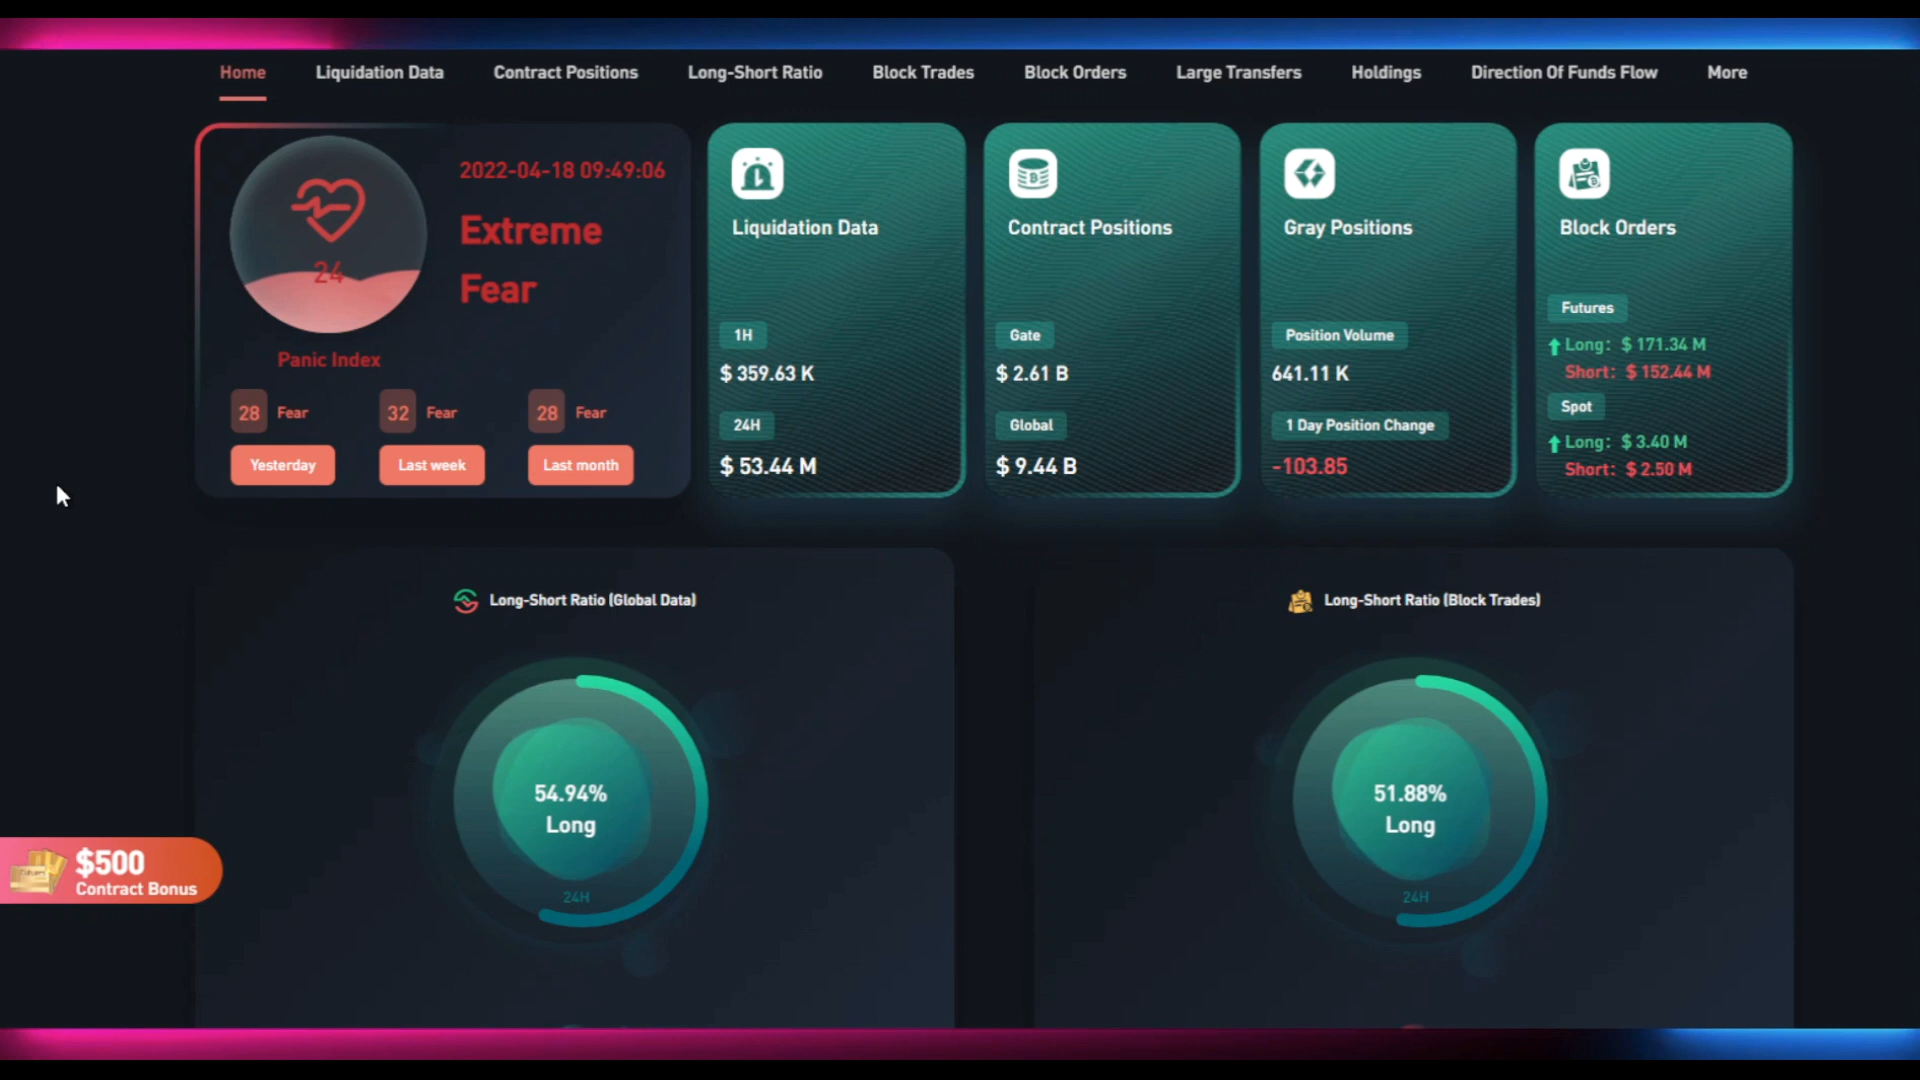 Home
Liquidation Data
Contract Positions
Long-Short Ratio
Block Trades
Block Orders
Large Transfers
Holdings
Direction Of Funds Flow
More
24
Panic Index
2022-04-18 09:49:06
Extreme
Fear
28 Fear
Yesterday
32 Fear
Last week
28 Fear
Last month
Liquidation Data
1H
$ 359.63 K
24H
$ 53.44 M
Contract Positions
Gate
$ 2.61 B
Global
$ 9.44 B
Gray Positions
Position Volume
641.11 K
1 Day Position Change
-103.85
Block Orders
Futures
Long: $ 171.34 M
Short: $ 152.44 M
Spot
Long: $ 3.40 M
Short: $ 2.50 M
Long-Short Ratio (Global Data)
54.94%
Long
24H
Long-Short Ratio (Block Trades)
51.88%
Long
24H
$500
Contract Bonus